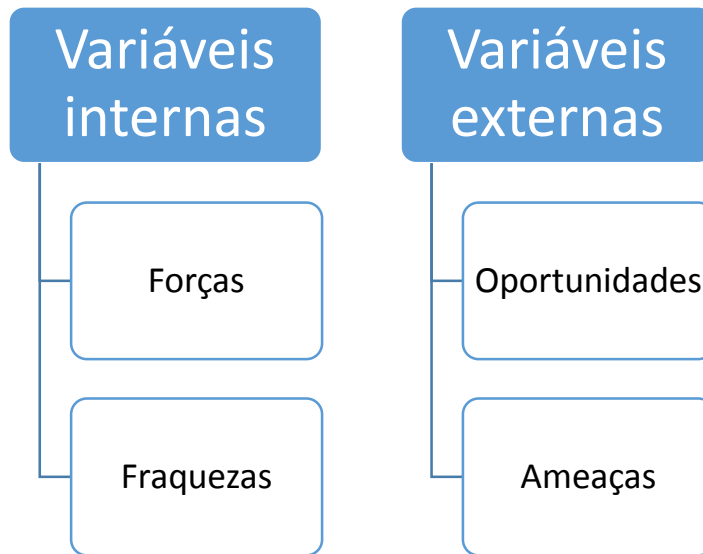 Variáveis
internas
Forças
Fraquezas
Variáveis
externas
Oportunidades
Ameaças